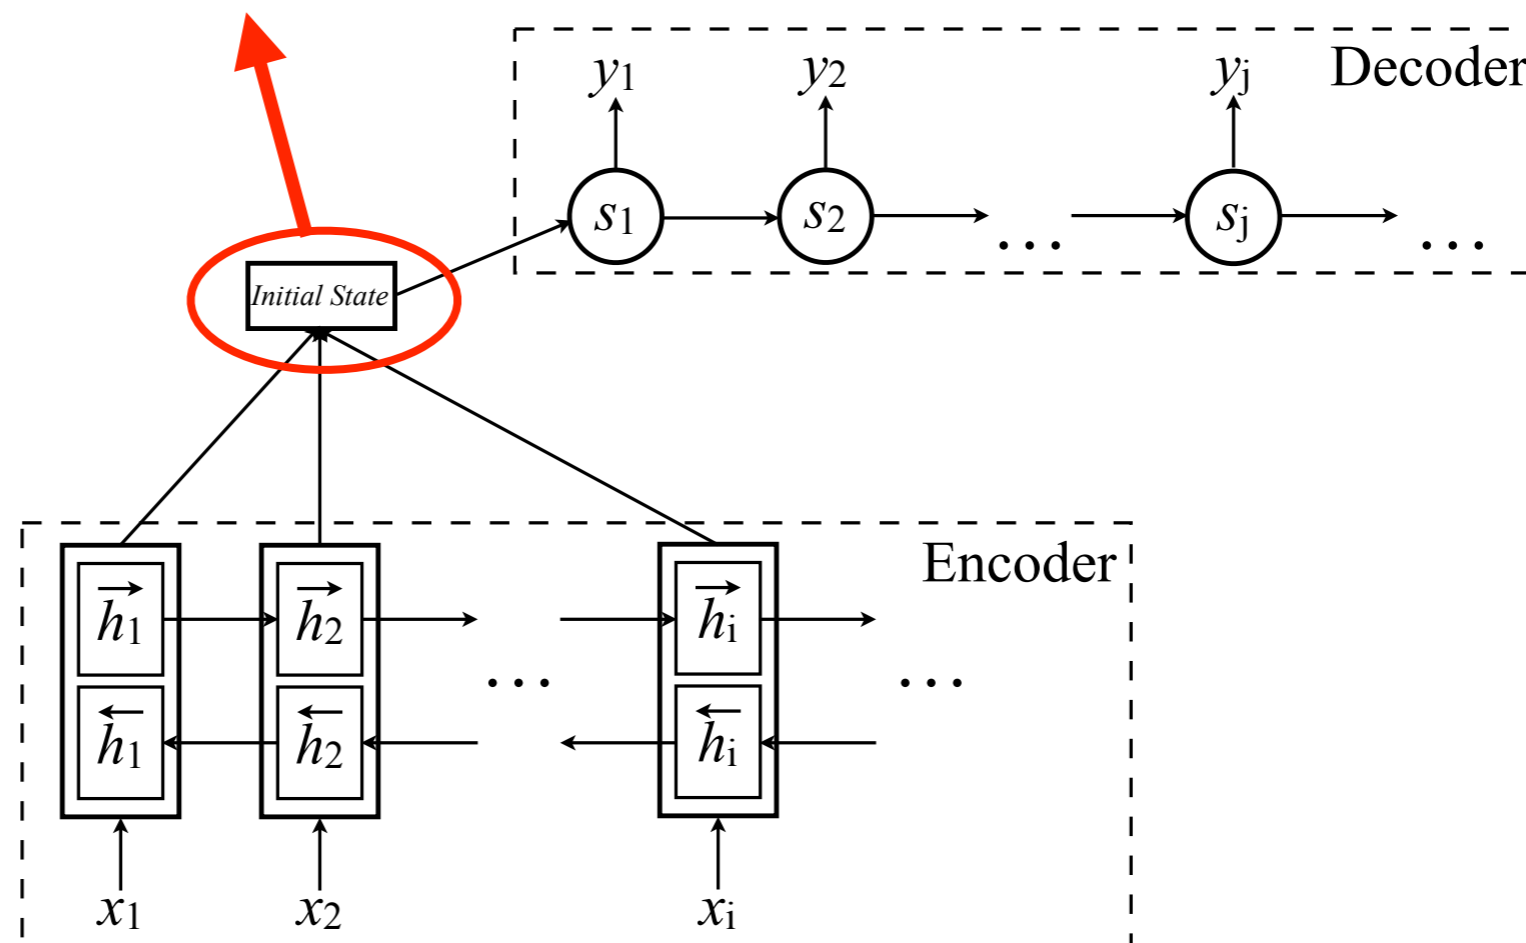 Decoder
y1 y2 yj
s1 s2 ... sj ...
Initial State
Encoder
→h1 →h2 →hi
... ...
←h1 ←h2 ←hi
x1 x2 xi